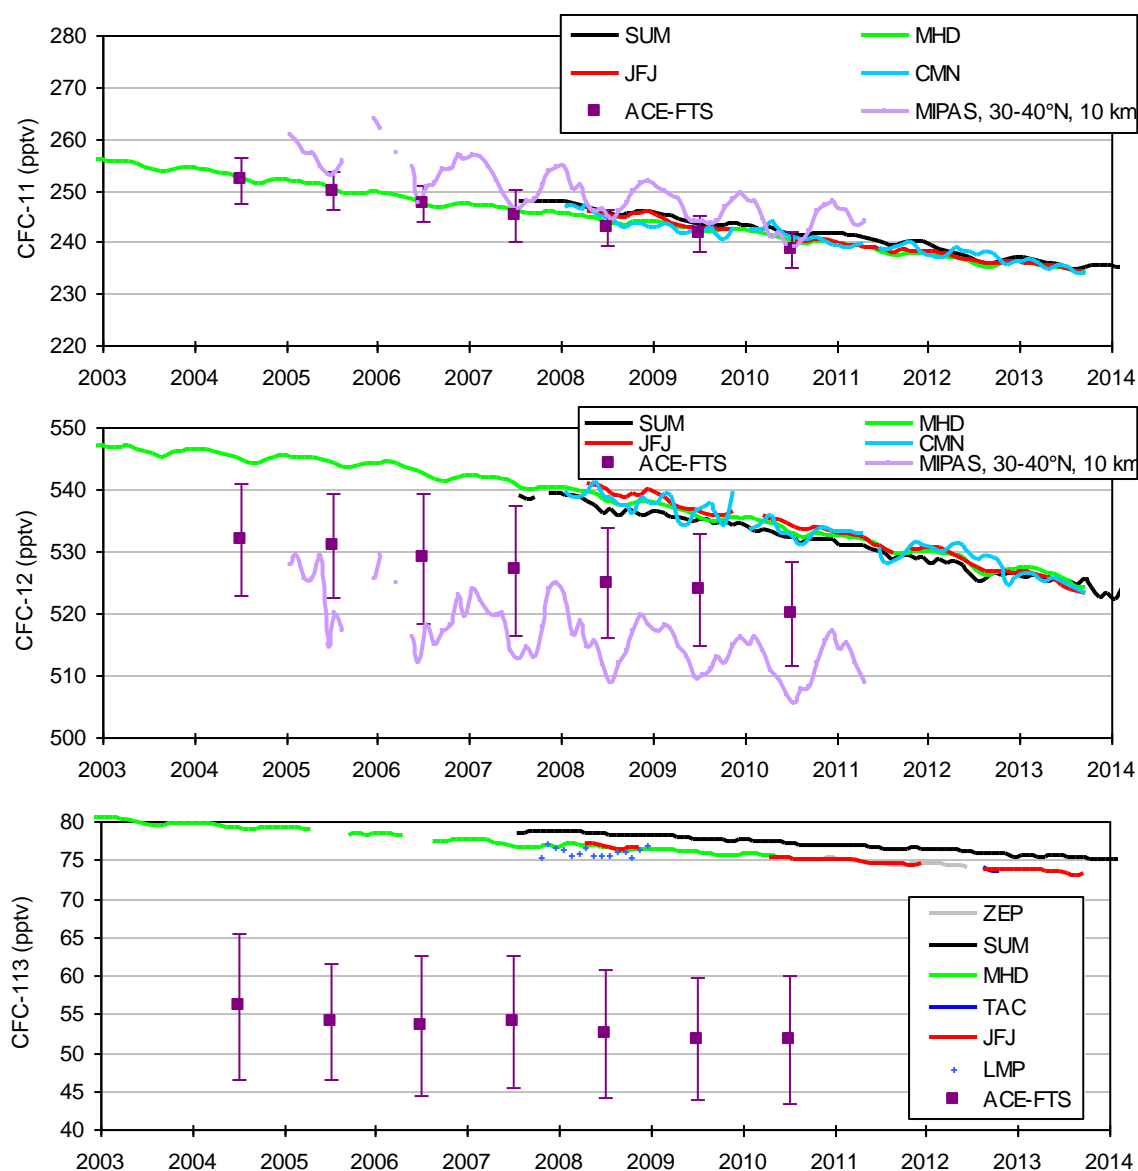 280
270
260
250
240
230
220
CFC-11 (pptv)
SUM MHD
JFJ CMN
ACE-FTS MIPAS, 30-40°N, 10 km
2003 2004 2005 2006 2007 2008 2009 2010 2011 2012 2013 2014
550
540
530
520
510
500
CFC-12 (pptv)
SUM MHD
JFJ CMN
ACE-FTS MIPAS, 30-40°N, 10 km
2003 2004 2005 2006 2007 2008 2009 2010 2011 2012 2013 2014
80
75
70
65
60
55
50
45
40
CFC-113 (pptv)
ZEP
SUM
MHD
TAC
JFJ
LMP
ACE-FTS
2003 2004 2005 2006 2007 2008 2009 2010 2011 2012 2013 2014